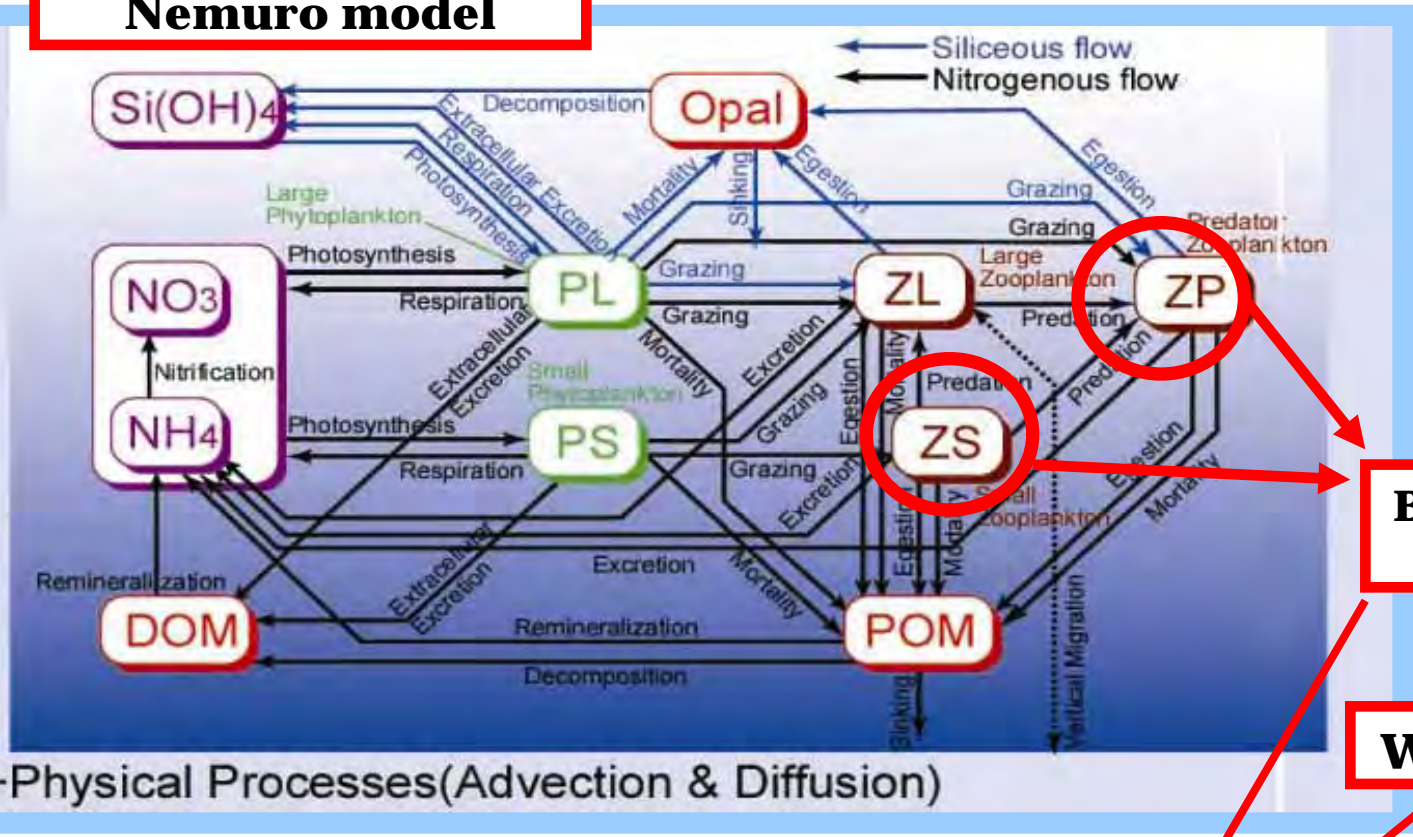 Nemuro model
Siliceous flow
Nitrogenous flow
Si(OH)4
Decomposition
Opal
Extracellular Excretion
Respiration
Photosynthesis
Mortality
Sinking
Egestion
Egestion
Grazing
Grazing
Large
Phytoplankton
Predator
Zooplankton
Photosynthesis
Respiration
PL
Grazing
Grazing
ZL
Large
Zooplankton
Predation
ZP
NO3
Nitrification
NH4
Extracellular
Excretion
Mortality
Excretion
Grazing
Egestion
Mortality
Predation
Predation
Small
Phytoplankton
Photosynthesis
Respiration
PS
Grazing
Excretion
ZS
Small
Zooplankton
Egestion
Mortality
Egestion
Mortality
Excretion
Extracellular
Excretion
Mortality
Remineralization
DOM
Remineralization
Decomposition
POM
Sinking
Vertical Migration
B
W
-Physical Processes(Advection & Diffusion)